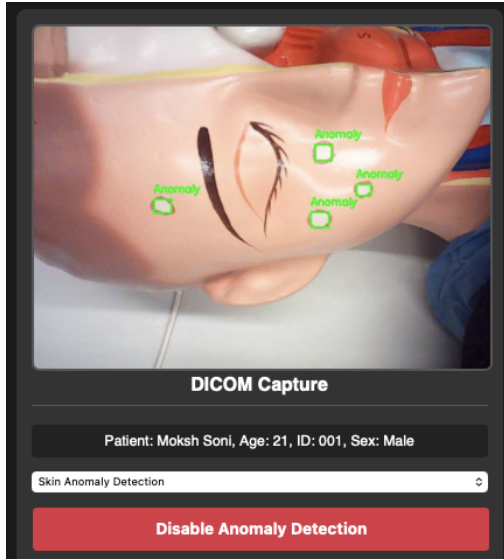 Anomaly
Anomaly
Anomaly
Anomaly
DICOM Capture
Patient: Moksh Soni, Age: 21, ID: 001, Sex: Male
Skin Anomaly Detection
Disable Anomaly Detection